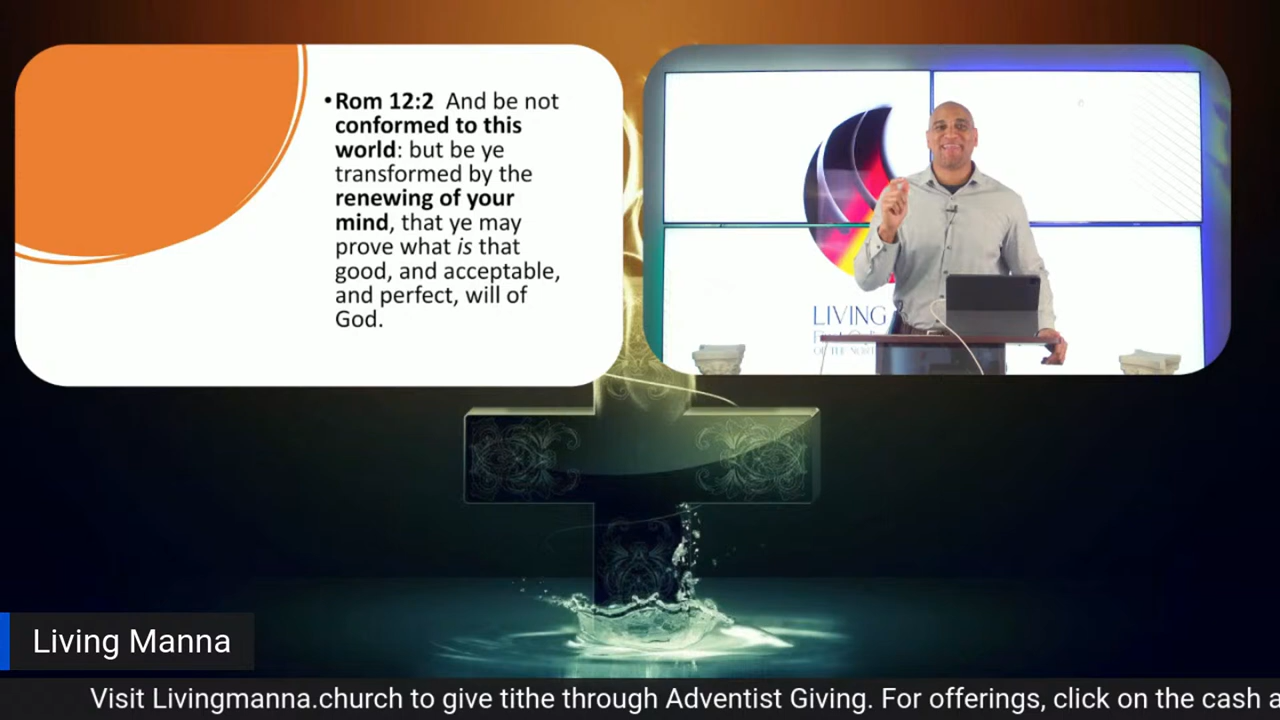 • Rom 12:2 And be not
conformed to this
world: but be ye
transformed by the
renewing of your
mind, that ye may
prove what is that
good, and acceptable,
and perfect, will of
God.
LIVING
Living Manna
Visit Livingmanna.church to give tithe through Adventist Giving. For offerings, click on the cash a